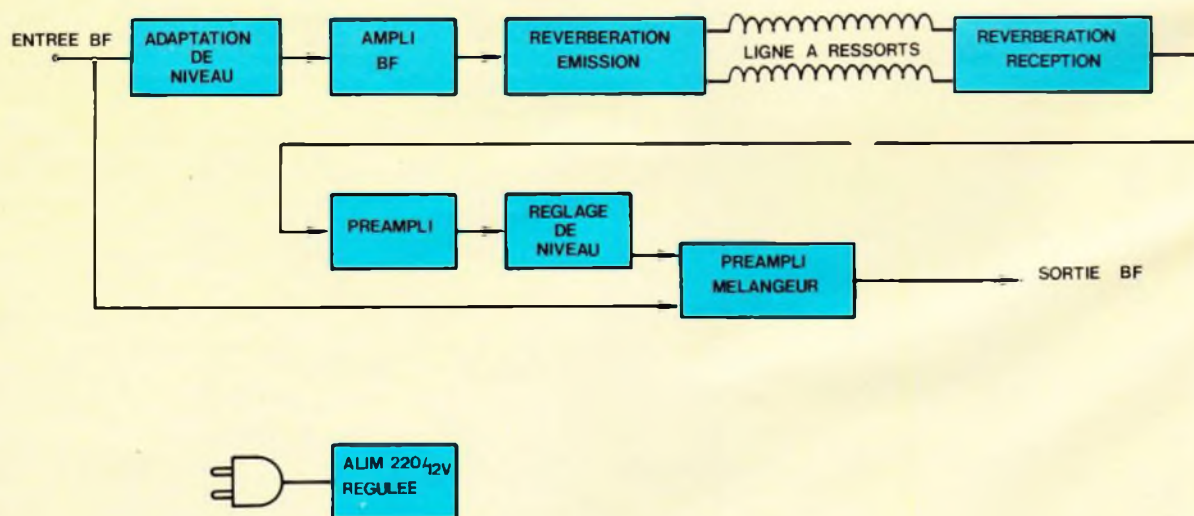 ENTREE BF
ADAPTATION
DE
NIVEAU
AMPLI
BF
REVERBERATION
EMISSION
LIGNE A RESSORTS
REVERBERATION
RECEPTION
PREAMPLI
REGLAGE
DE
NIVEAU
PREAMPLI
MELANGEUR
SORTIE BF
ALIM 220/12V
REGULEE